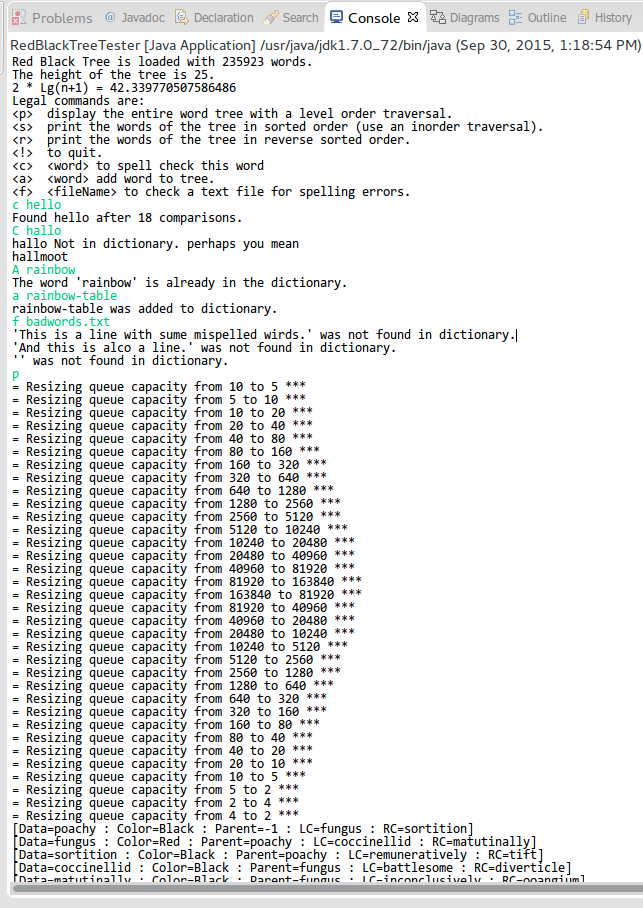 Problems @ Javadoc Declaration Search Console Diagrams Outline History
RedBlackTreeTester [Java Application] /usr/java/jdk1.7.0_72/bin/java (Sep 30, 2015, 1:18:54 PM)
Red Black Tree is loaded with 235923 words.
The height of the tree is 25.
2 * Lg(n+1) = 42.339770507586486
Legal commands are:
<p>  display the entire word tree with a level order traversal.
<s>  print the words of the tree in sorted order (use an inorder traversal).
<r>  print the words of the tree in reverse sorted order.
<!>  to quit.
<c>  <word> to spell check this word
<a>  <word> add word to tree.
<f>  <fileName> to check a text file for spelling errors.
c hello
Found hello after 18 comparisons.
C hallo
hallo Not in dictionary. perhaps you mean
hallmoot
A rainbow
The word 'rainbow' is already in the dictionary.
a rainbow-table
rainbow-table was added to dictionary.
f badwords.txt
'This is a line with sume mispelled wirds.' was not found in dictionary.
'And this is alco a line.' was not found in dictionary.
'' was not found in dictionary.
p
= Resizing queue capacity from 10 to 5 ***
= Resizing queue capacity from 5 to 10 ***
= Resizing queue capacity from 10 to 20 ***
= Resizing queue capacity from 20 to 40 ***
= Resizing queue capacity from 40 to 80 ***
= Resizing queue capacity from 80 to 160 ***
= Resizing queue capacity from 160 to 320 ***
= Resizing queue capacity from 320 to 640 ***
= Resizing queue capacity from 640 to 1280 ***
= Resizing queue capacity from 1280 to 2560 ***
= Resizing queue capacity from 2560 to 5120 ***
= Resizing queue capacity from 5120 to 10240 ***
= Resizing queue capacity from 10240 to 20480 ***
= Resizing queue capacity from 20480 to 40960 ***
= Resizing queue capacity from 40960 to 81920 ***
= Resizing queue capacity from 81920 to 163840 ***
= Resizing queue capacity from 163840 to 81920 ***
= Resizing queue capacity from 81920 to 40960 ***
= Resizing queue capacity from 40960 to 20480 ***
= Resizing queue capacity from 20480 to 10240 ***
= Resizing queue capacity from 10240 to 5120 ***
= Resizing queue capacity from 5120 to 2560 ***
= Resizing queue capacity from 2560 to 1280 ***
= Resizing queue capacity from 1280 to 640 ***
= Resizing queue capacity from 640 to 320 ***
= Resizing queue capacity from 320 to 160 ***
= Resizing queue capacity from 160 to 80 ***
= Resizing queue capacity from 80 to 40 ***
= Resizing queue capacity from 40 to 20 ***
= Resizing queue capacity from 20 to 10 ***
= Resizing queue capacity from 10 to 5 ***
= Resizing queue capacity from 5 to 2 ***
= Resizing queue capacity from 2 to 4 ***
= Resizing queue capacity from 4 to 2 ***
[Data=poachy : Color=Black : Parent=-1 : LC=fungus : RC=sortition]
[Data=fungus : Color=Red : Parent=poachy : LC=coccinellid : RC=matutinally]
[Data=sortition : Color=Black : Parent=poachy : LC=remuneratively : RC=tift]
[Data=coccinellid : Color=Black : Parent=fungus : LC=battlesome : RC=diverticle]
[Data=matutinally : Color=Black : Parent=fungus : LC=inconclusively : RC=ooangium]